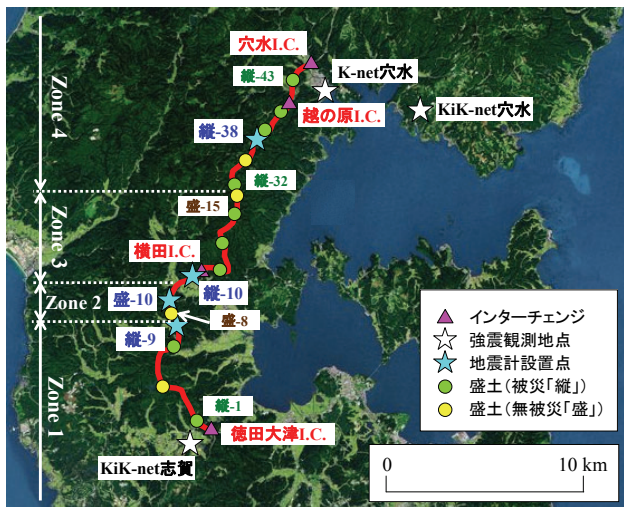 穴水I.C.
K-net穴水
縦-43
KiK-net穴水
越の原I.C.
縦-38
Zone 4
縦-32
盛-15
横田I.C.
Zone 3
縦-10
盛-10
Zone 2
盛-8
縦-9
縦-1
徳田大津I.C.
Zone 1
KiK-net志賀
インターチェンジ
強震観測地点
地震計設置点
盛土(被災「縦」)
盛土(無被災「盛」)
0 10 km